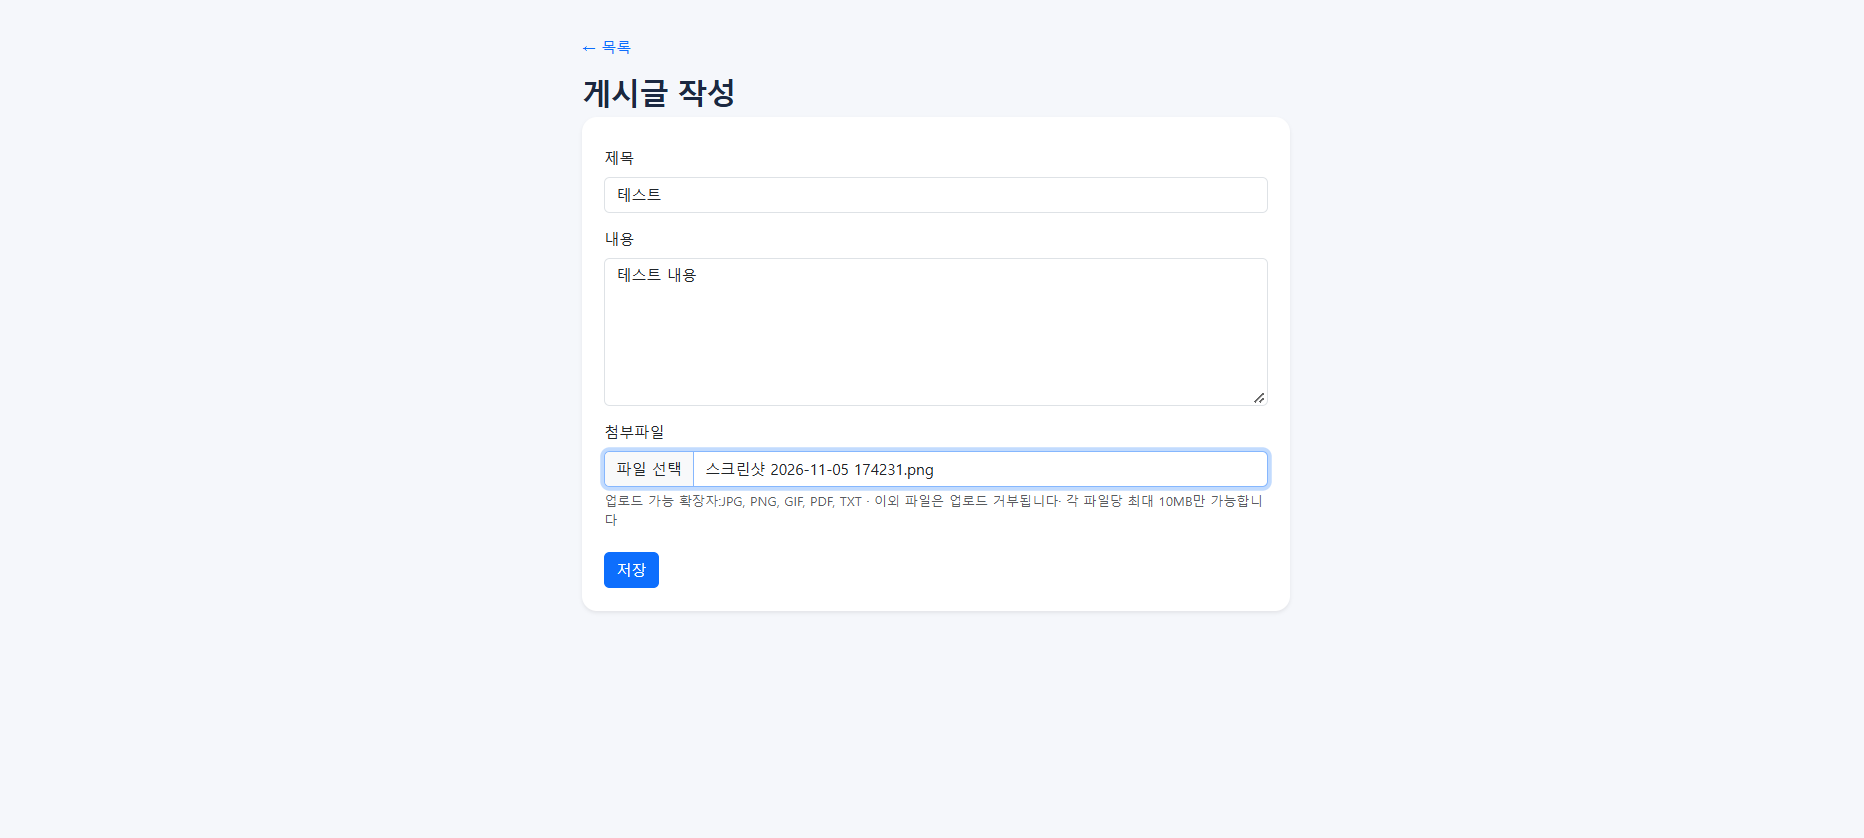 ← 목록
게시글 작성
제목
테스트
내용
테스트 내용
첨부파일
파일 선택 스크린샷 2026-11-05 174231.png
업로드 가능 확장자:JPG, PNG, GIF, PDF, TXT · 이외 파일은 업로드 거부됩니다· 각 파일당 최대 10MB만 가능합니
다
저장